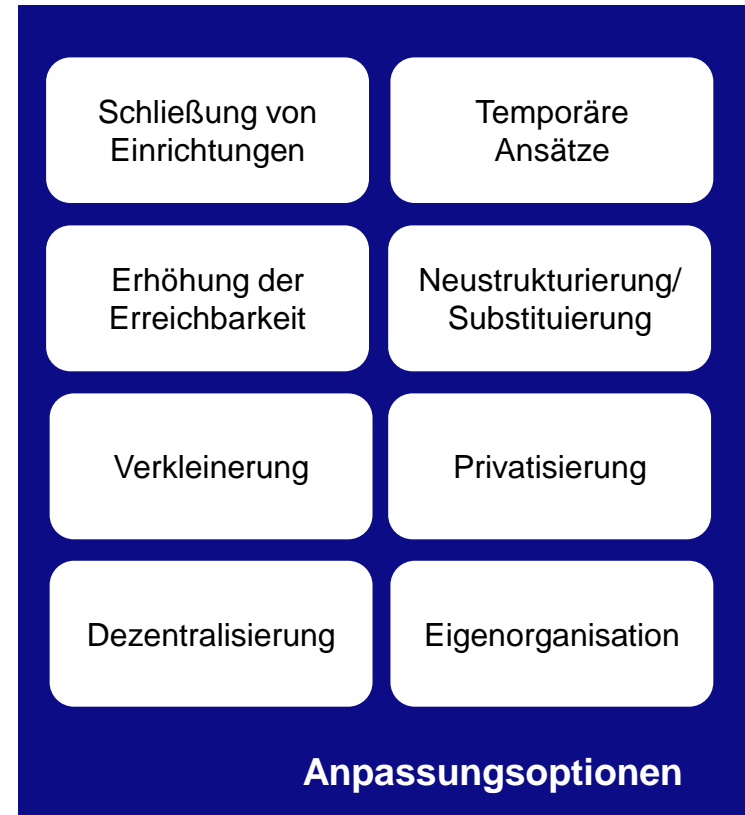 Schließung von
Einrichtungen
Temporäre
Ansätze
Erhöhung der
Erreichbarkeit
Neustrukturierung/
Substituierung
Verkleinerung
Privatisierung
Dezentralisierung
Eigenorganisation
Anpassungsoptionen